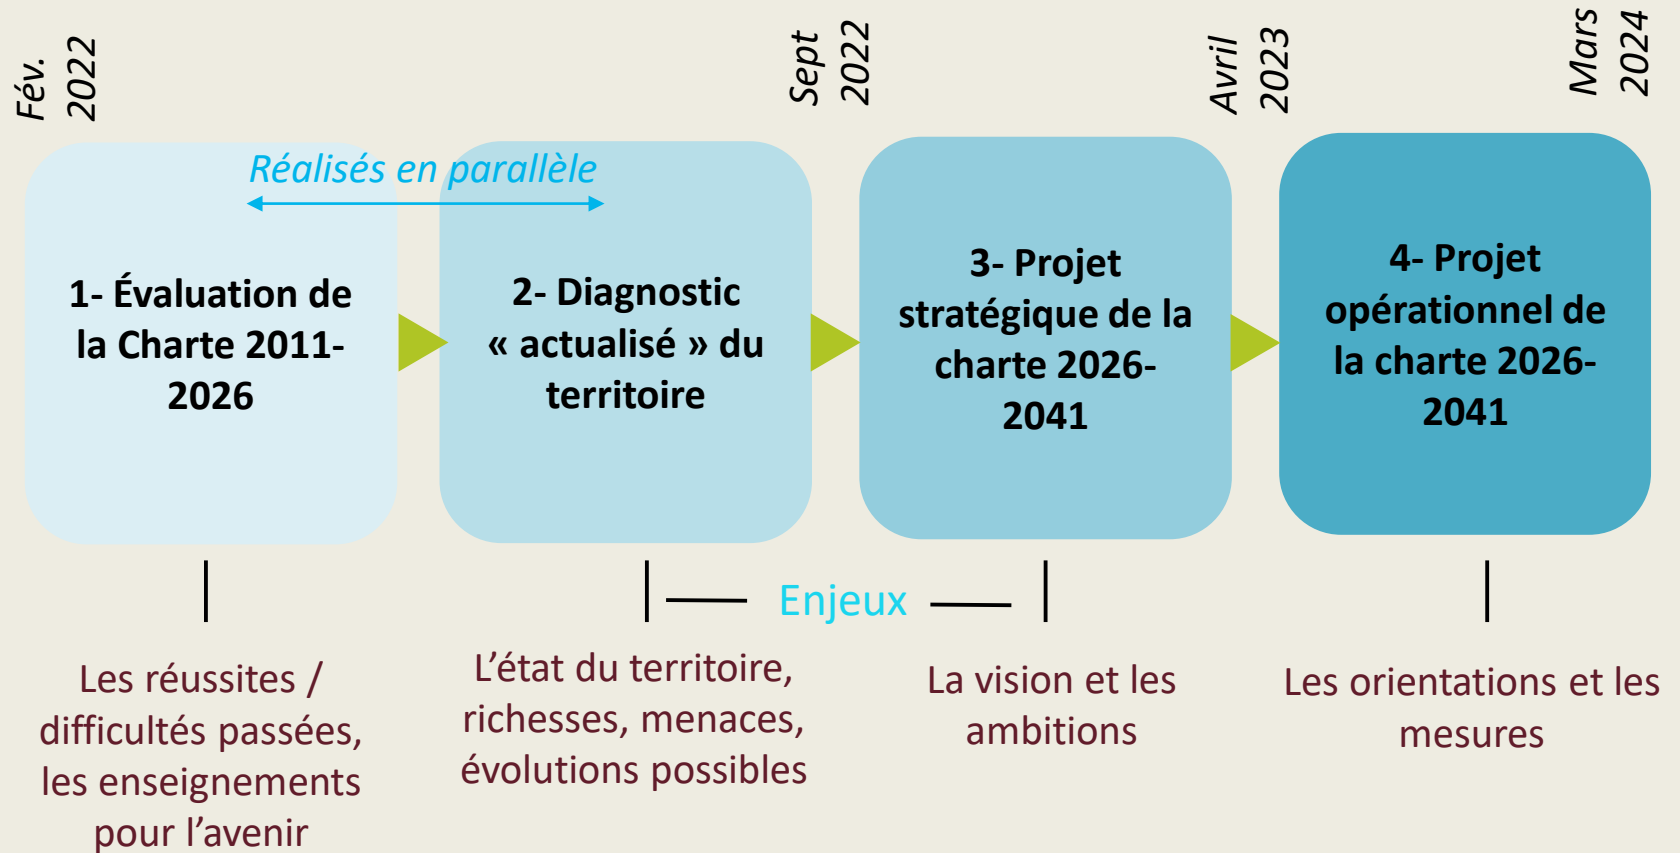 Fév.
2022
Sept
2022
Avril
2023
Mars
2024
Réalisés en parallèle
1- Évaluation de
la Charte 2011-
2026
2- Diagnostic
« actualisé » du
territoire
3- Projet
stratégique de la
charte 2026-
2041
4- Projet
opérationnel de
la charte 2026-
2041
Enjeux
Les réussites /
difficultés passées,
les enseignements
pour l’avenir
L’état du territoire,
richesses, menaces,
évolutions possibles
La vision et les
ambitions
Les orientations et les
mesures